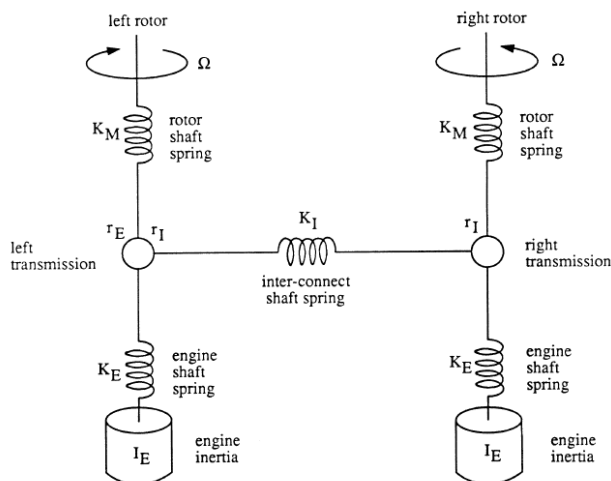 left rotor
right rotor
Ω
Ω
K_M
rotor
shaft
spring
K_M
rotor
shaft
spring
r_E
r_I
K_I
r_I
left
transmission
inter-connect
shaft spring
right
transmission
K_E
engine
shaft
spring
K_E
engine
shaft
spring
I_E
engine
inertia
I_E
engine
inertia